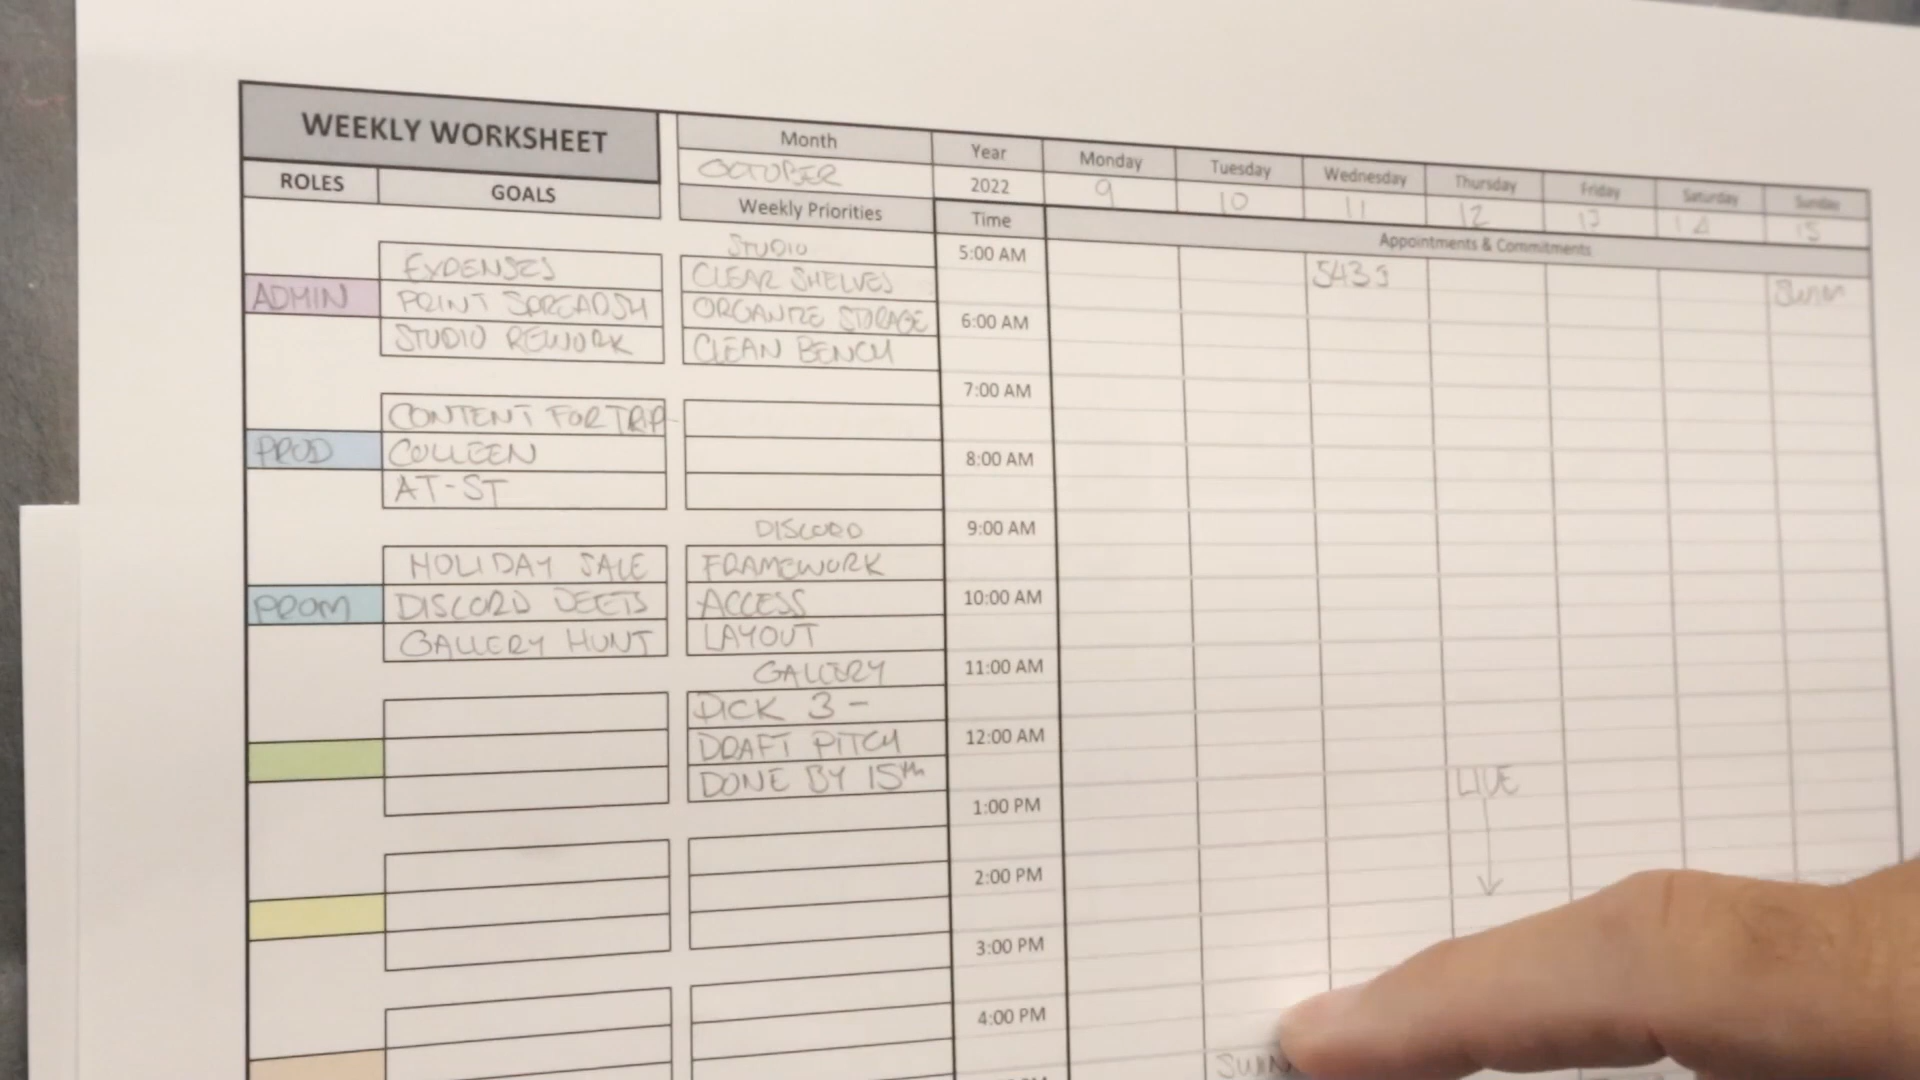 WEEKLY WORKSHEET
ROLES GOALS
Month
OCTOBER
Weekly Priorities
Year
2022
Time
Monday Tuesday Wednesday Thursday Friday Saturday Sunday
9 10 11 12 13 14 15
Appointments & Commitments
ADMIN
EXPENSES
PRINT SPREADSH
STUDIO REWORK
STUDIO
CLEAR SHELVES
ORGANIZE STORAGE
CLEAN BENCH
PROD
CONTENT FOR TRIP
COLLEEN
AT-ST
PROM
HOLIDAY SALE
DISCORD DEETS
GALLERY HUNT
DISCORD
FRAMEWORK
ACCESS
LAYOUT
GALLERY
PICK 3 -
DRAFT PITCH
DONE BY 15th
5:00 AM
6:00 AM
7:00 AM
8:00 AM
9:00 AM
10:00 AM
11:00 AM
12:00 AM
1:00 PM
2:00 PM
3:00 PM
4:00 PM
SWIM
LIVE
SWIM